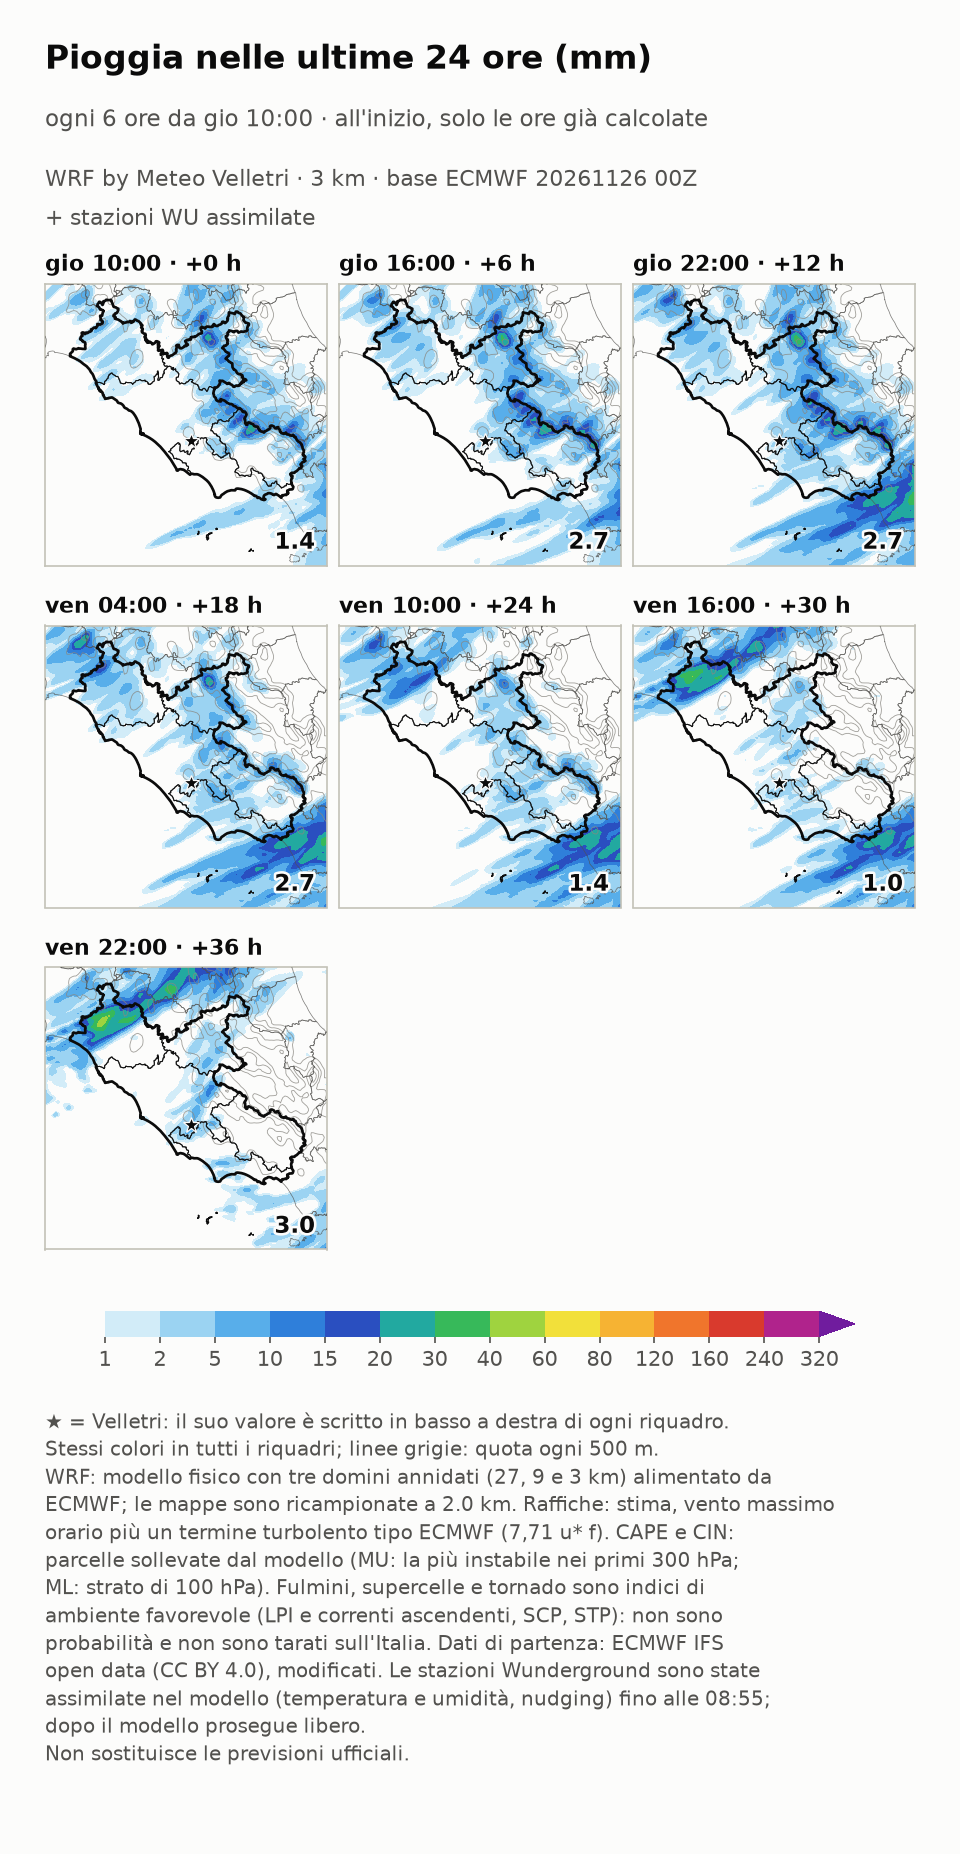 Pioggia nelle ultime 24 ore (mm)
ogni 6 ore da gio 10:00 · all'inizio, solo le ore già calcolate
WRF by Meteo Velletri · 3 km · base ECMWF 20261126 00Z
+ stazioni WU assimilate
gio 10:00 · +0 h
gio 16:00 · +6 h
gio 22:00 · +12 h
1.4
2.7
2.7
ven 04:00 · +18 h
ven 10:00 · +24 h
ven 16:00 · +30 h
2.7
1.4
1.0
ven 22:00 · +36 h
3.0
1 2 5 10 15 20 30 40 60 80 120 160 240 320
★ = Velletri: il suo valore è scritto in basso a destra di ogni riquadro.
Stessi colori in tutti i riquadri; linee grigie: quota ogni 500 m.
WRF: modello fisico con tre domini annidati (27, 9 e 3 km) alimentato da
ECMWF; le mappe sono ricampionate a 2.0 km. Raffiche: stima, vento massimo
orario più un termine turbolento tipo ECMWF (7,71 u* f). CAPE e CIN:
parcelle sollevate dal modello (MU: la più instabile nei primi 300 hPa;
ML: strato di 100 hPa). Fulmini, supercelle e tornado sono indici di
ambiente favorevole (LPI e correnti ascendenti, SCP, STP): non sono
probabilità e non sono tarati sull'Italia. Dati di partenza: ECMWF IFS
open data (CC BY 4.0), modificati. Le stazioni Wunderground sono state
assimilate nel modello (temperatura e umidità, nudging) fino alle 08:55;
dopo il modello prosegue libero.
Non sostituisce le previsioni ufficiali.